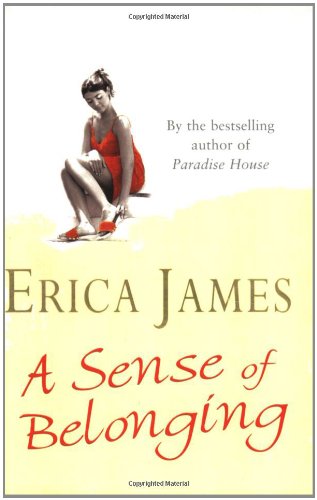 Copyrighted Material
By the bestselling
author of
Paradise House
ERICA JAMES
A Sense of
Belonging
Copyrighted Material